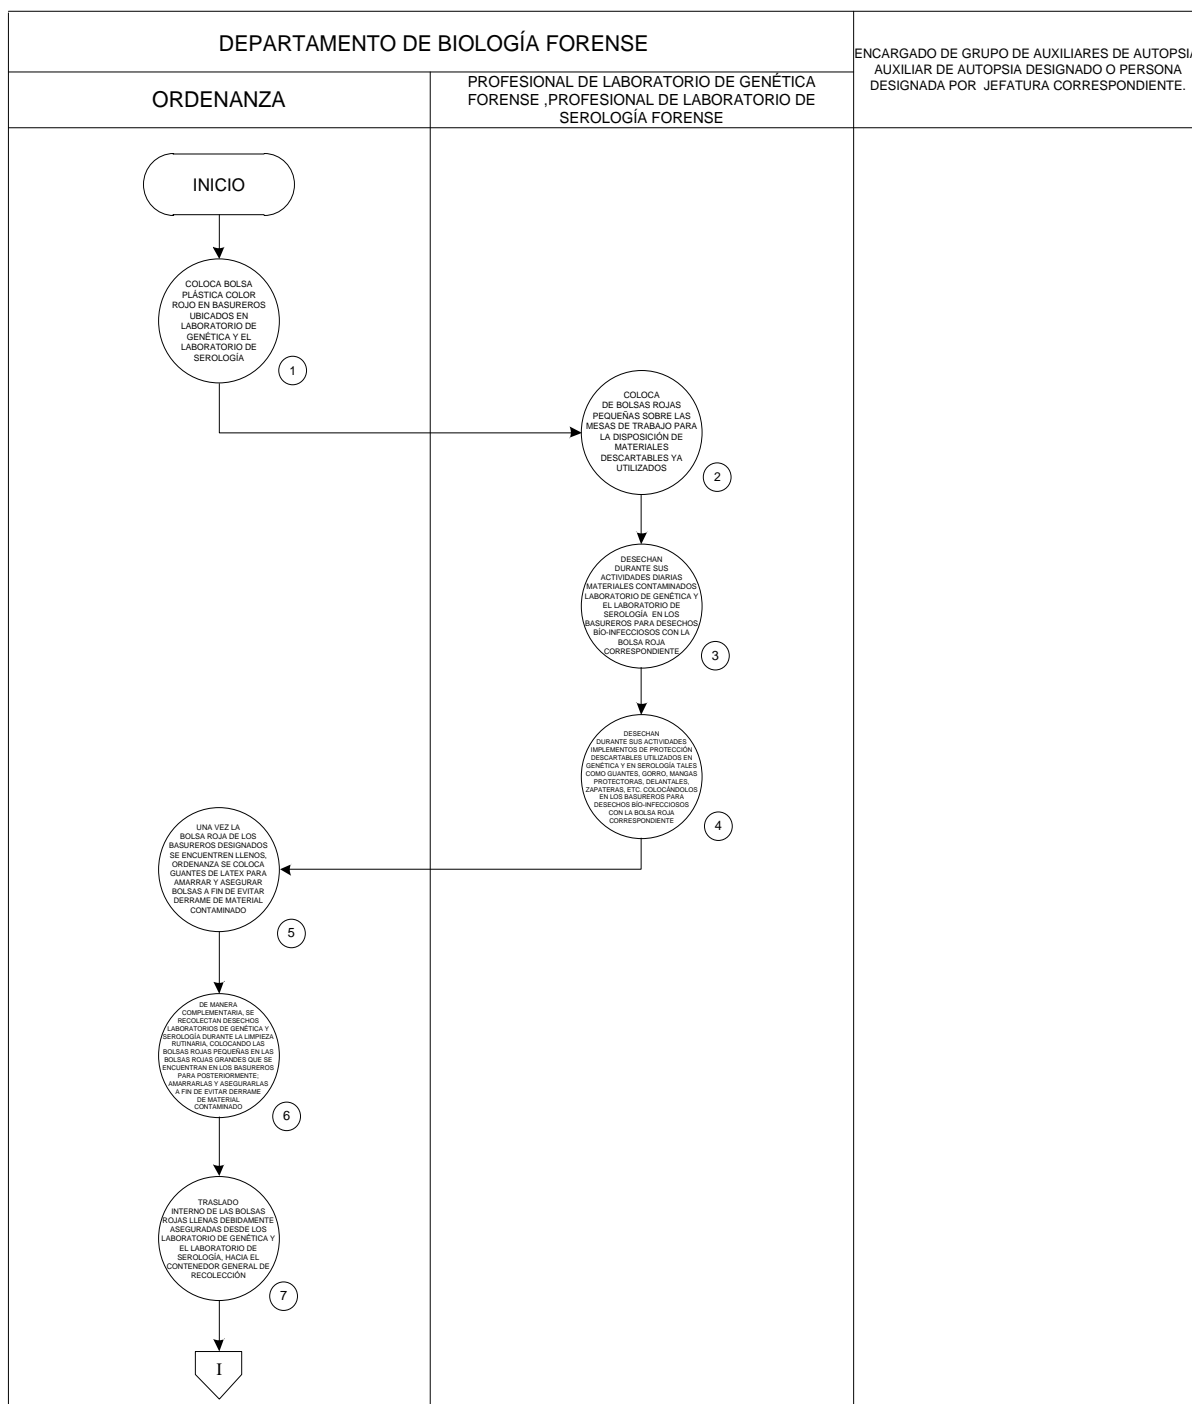 DEPARTAMENTO DE BIOLOGÍA FORENSE
ORDENANZA
PROFESIONAL DE LABORATORIO DE GENÉTICA
FORENSE ,PROFESIONAL DE LABORATORIO DE
SEROLOGÍA FORENSE
ENCARGADO DE GRUPO DE AUXILIARES DE AUTOPSIA
AUXILIAR DE AUTOPSIA DESIGNADO O PERSONA
DESIGNADA POR JEFATURA CORRESPONDIENTE.
INICIO
COLOCA BOLSA
PLÁSTICA COLOR
ROJO EN BASUREROS
UBICADOS EN
LABORATORIO DE
GENÉTICA Y EL
LABORATORIO DE
SEROLOGÍA
1
COLOCA
DE BOLSAS ROJAS
PEQUEÑAS SOBRE LAS
MESAS DE TRABAJO PARA
LA DISPOSICIÓN DE
MATERIALES
DESCARTABLES YA
UTILIZADOS
2
DESECHAN
DURANTE SUS
ACTIVIDADES DIARIAS
MATERIALES CONTAMINADOS
LABORATORIO DE GENÉTICA Y
EL LABORATORIO DE
SEROLOGÍA EN LOS
BASUREROS PARA DESECHOS
BÍO-INFECCIOSOS CON LA
BOLSA ROJA
CORRESPONDIENTE
3
DESECHAN
DURANTE SUS ACTIVIDADES
IMPLEMENTOS DE PROTECCIÓN
DESCARTABLES UTILIZADOS EN
GENÉTICA Y EN SEROLOGÍA TALES
COMO GUANTES, GORRO, MANGAS
PROTECTORAS, DELANTALES,
ZAPATERAS, ETC. COLOCÁNDOLOS
EN LOS BASUREROS PARA
DESECHOS BÍO-INFECCIOSOS
CON LA BOLSA ROJA
CORRESPONDIENTE
4
UNA VEZ LA
BOLSA ROJA DE LOS
BASUREROS DESIGNADOS
SE ENCUENTREN LLENOS,
ORDENANZA SE COLOCA
GUANTES DE LATEX PARA
AMARRAR Y ASEGURAR
BOLSAS A FIN DE EVITAR
DERRAME DE MATERIAL
CONTAMINADO
5
DE MANERA
COMPLEMENTARIA, SE
RECOLECTAN DESECHOS
LABORATORIOS DE GENÉTICA Y
SEROLOGÍA DURANTE LA LIMPIEZA
RUTINARIA, COLOCANDO LAS
BOLSAS ROJAS PEQUEÑAS EN LAS
BOLSAS ROJAS GRANDES QUE SE
ENCUENTRAN EN LOS BASUREROS
PARA POSTERIORMENTE;
AMARRARLAS Y ASEGURARLAS
A FIN DE EVITAR DERRAME
DE MATERIAL
CONTAMINADO
6
TRASLADO
INTERNO DE LAS BOLSAS
ROJAS LLENAS DEBIDAMENTE
ASEGURADAS DESDE LOS
LABORATORIO DE GENÉTICA Y
EL LABORATORIO DE
SEROLOGÍA, HACIA EL
CONTENEDOR GENERAL DE
RECOLECCIÓN
7
I